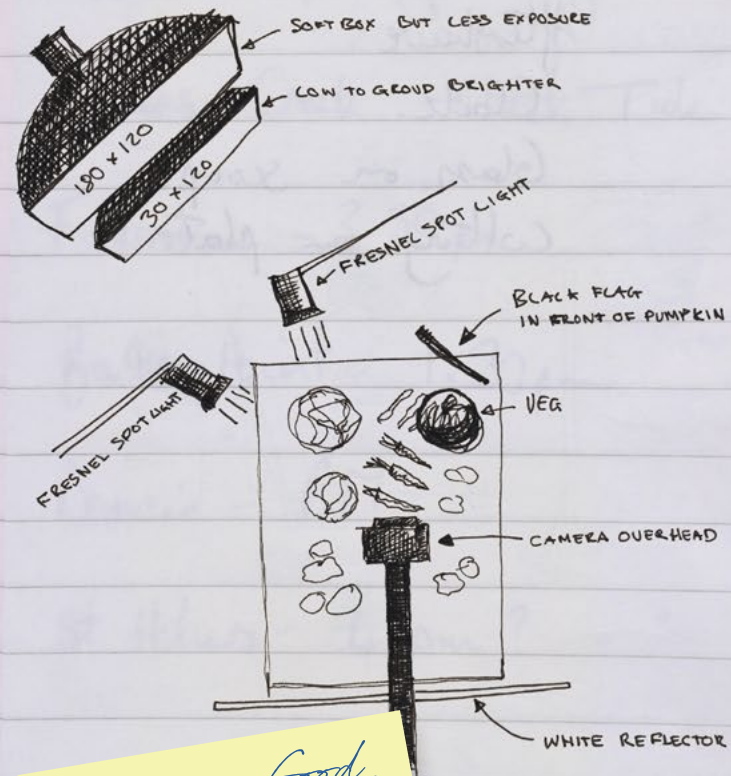 SOFT BOX BUT LESS EXPOSURE
LOW TO GROUD BRIGHTER
180 x 120
30 x 120
FRESNEL SPOT LIGHT
BLACK FLAG
IN FRONT OF PUMPKIN
VEG
FRESNEL SPOT LIGHT
CAMERA OVERHEAD
WHITE REFLECTOR
Good